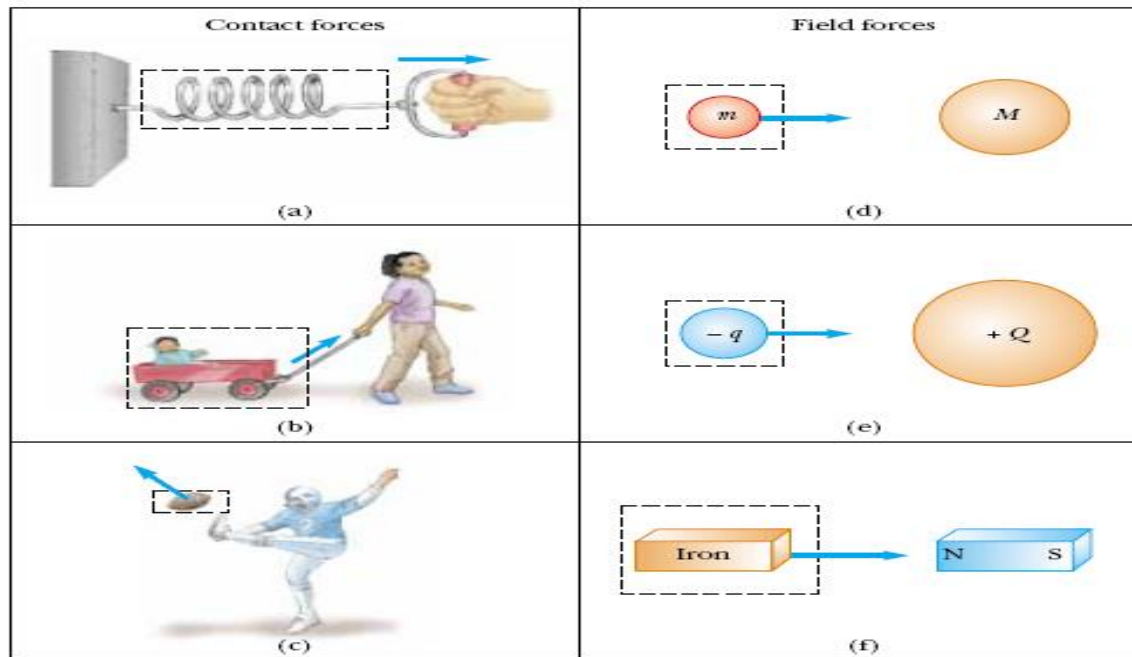 Contact forces
(a)
(b)
(c)
Field forces
m
M
(d)
– q
+ Q
(e)
Iron
N
S
(f)